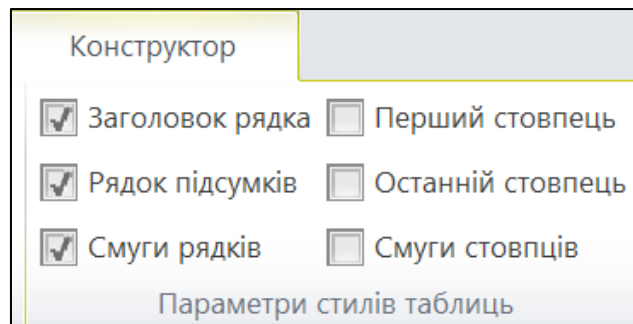 Конструктор
Заголовок рядка Перший стовпець
Рядок підсумків Останній стовпець
Смуги рядків Смуги стовпців
Параметри стилів таблиць